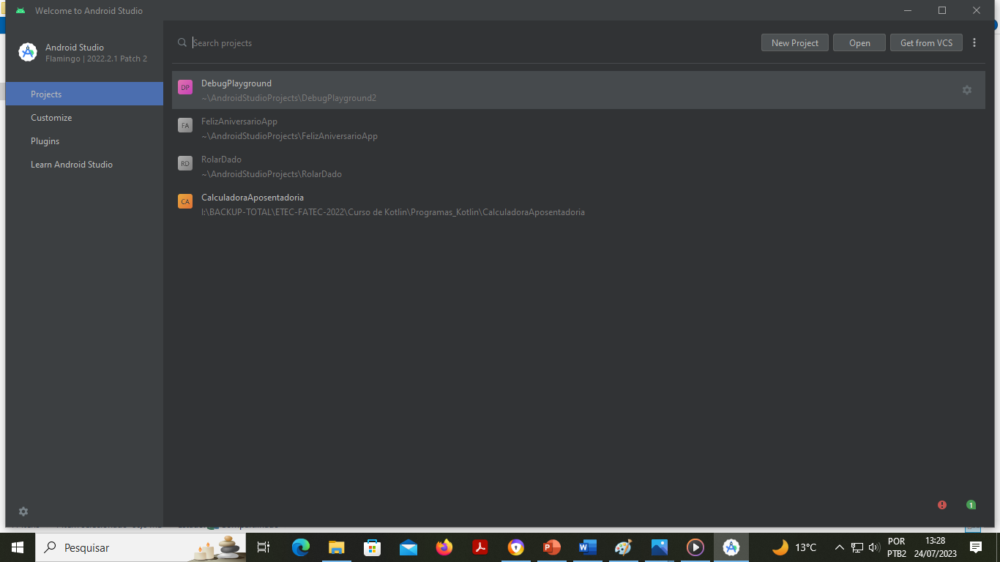 Welcome to Android Studio
Android Studio
Flamingo | 2022.2.1 Patch 2
Projects
Customize
Plugins
Learn Android Studio
Search projects
New Project
Open
Get from VCS
DP
DebugPlayground
~\AndroidStudioProjects\DebugPlayground2
FA
FelizAniversarioApp
~\AndroidStudioProjects\FelizAniversarioApp
RD
RolarDado
~\AndroidStudioProjects\RolarDado
CA
CalculadoraAposentadoria
I:\BACKUP-TOTAL\ETEC-FATEC-2022\Curso de Kotlin\Programas_Kotlin\CalculadoraAposentadoria
1
Pesquisar
13°C
POR
PTB2
13:28
24/07/2023